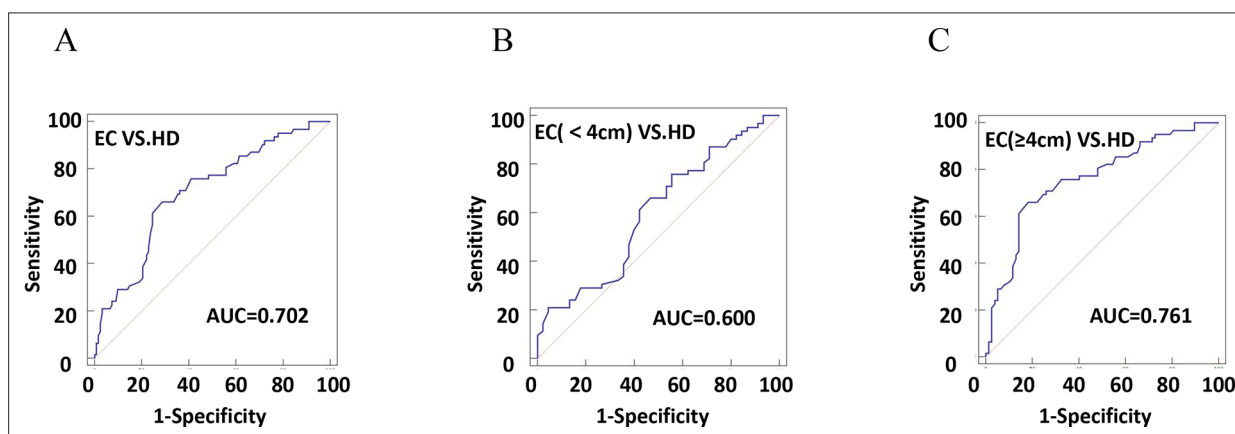 A
B
C
EC VS.HD
100
80
60
40
20
0
Sensitivity
AUC=0.702
0 20 40 60 80 100
1-Specificity
EC( < 4cm) VS.HD
100
80
60
40
20
0
Sensitivity
AUC=0.600
0 20 40 60 80 100
1-Specificity
EC(≥4cm) VS.HD
100
80
60
40
20
0
Sensitivity
AUC=0.761
0 20 40 60 80 100
1-Specificity